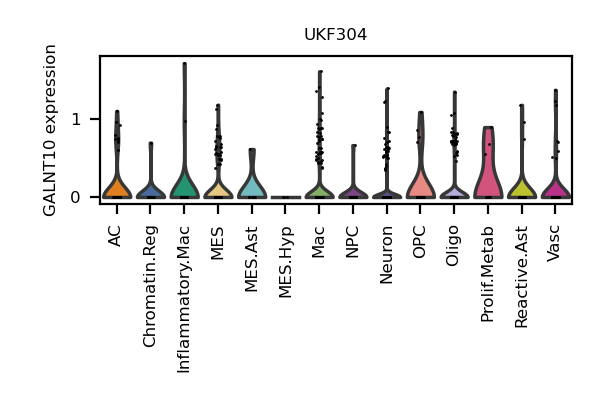 UKF304
GALNT10 expression
1
0
AC
Chromatin.Reg
Inflammatory.Mac
MES
MES.Ast
MES.Hyp
Mac
NPC
Neuron
OPC
Oligo
Prolif.Metab
Reactive.Ast
Vasc